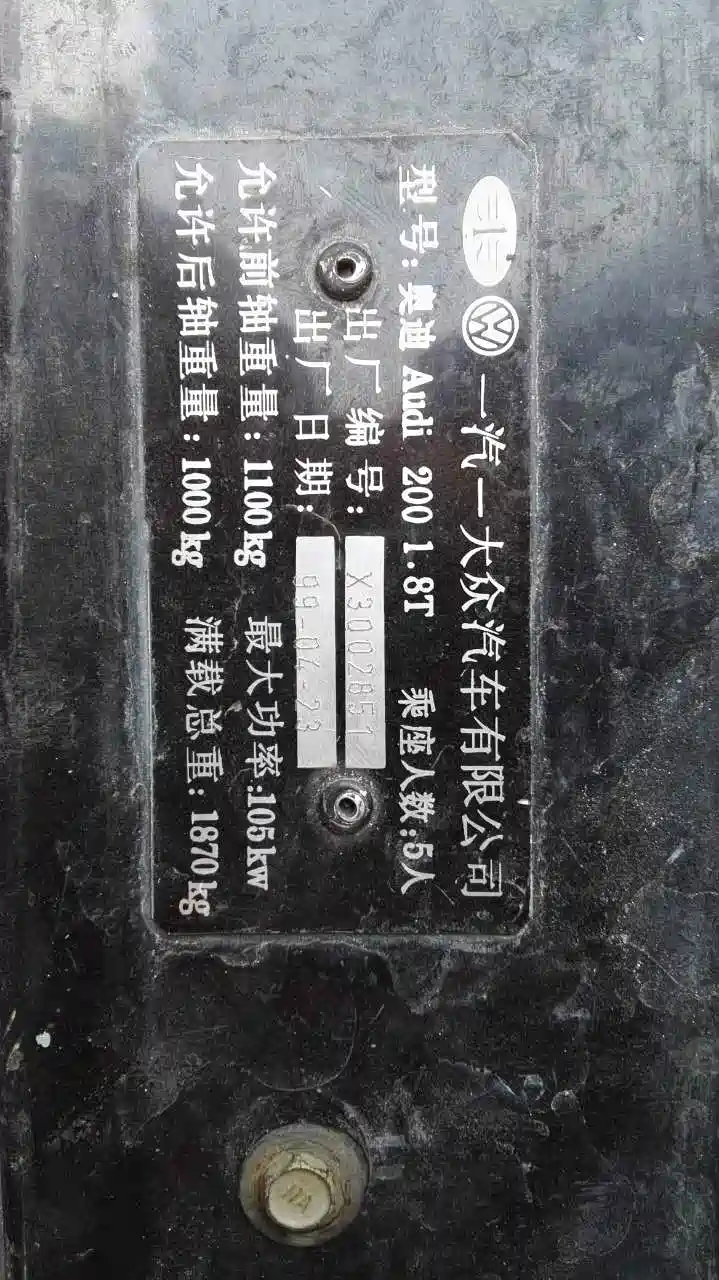 一汽一大众汽车有限公司
型号:奥迪 Audi 200 1.8T 乘座人数:5人
出厂编号: X3002851
出厂日期: 99-04-23
允许前轴重量:1100kg 最大功率:105kw
允许后轴重量:1000kg 满载总重:1870kg